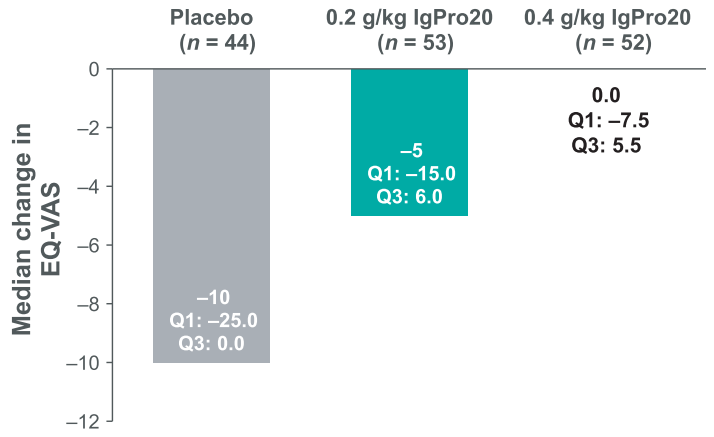 Placebo
(n = 44)
0.2 g/kg IgPro20
(n = 53)
0.4 g/kg IgPro20
(n = 52)
Median change in
EQ-VAS
0
–2
–4
–6
–8
–10
–12
–10
Q1: –25.0
Q3: 0.0
–5
Q1: –15.0
Q3: 6.0
0.0
Q1: –7.5
Q3: 5.5